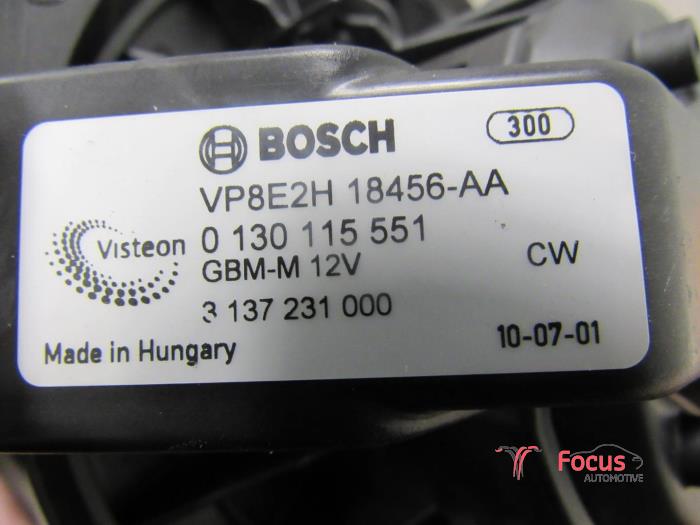 BOSCH 300
VP8E2H 18456-AA
Visteon 0 130 115 551
GBM-M 12V CW
3 137 231 000
Made in Hungary 10-07-01
Focus
AUTOMOTIVE